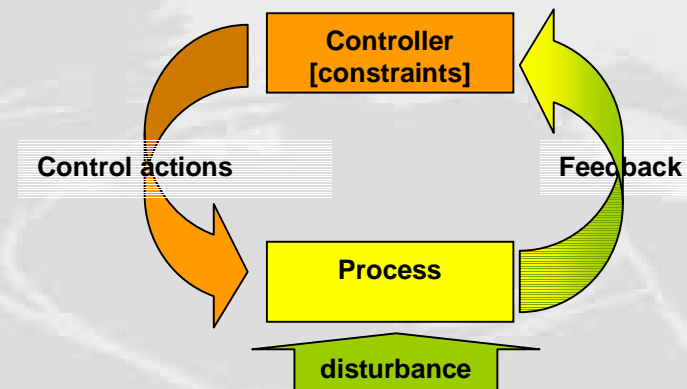 Controller
[constraints]
Control actions
Feedback
Process
disturbance